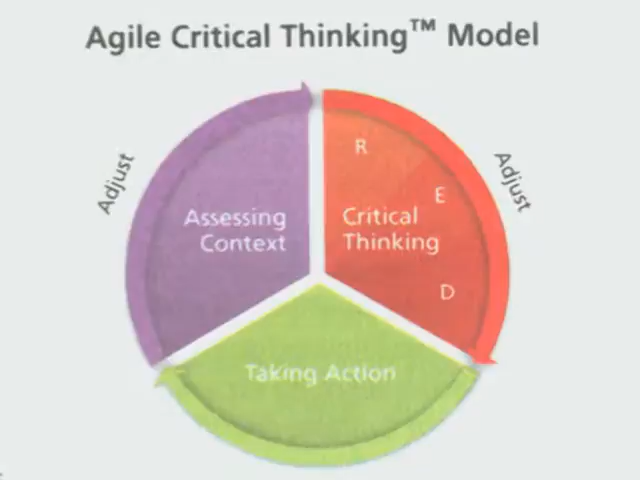 Agile Critical Thinking™ Model
Adjust
Adjust
R
E
Assessing
Context
Critical
Thinking
D
Taking Action